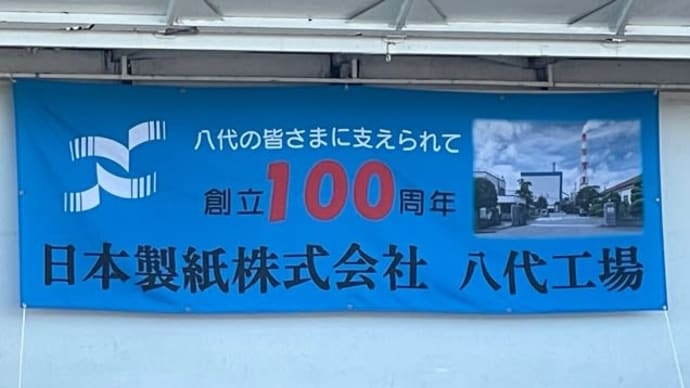 八代の皆さまに支えられて
創立100周年
日本製紙株式会社 八代工場